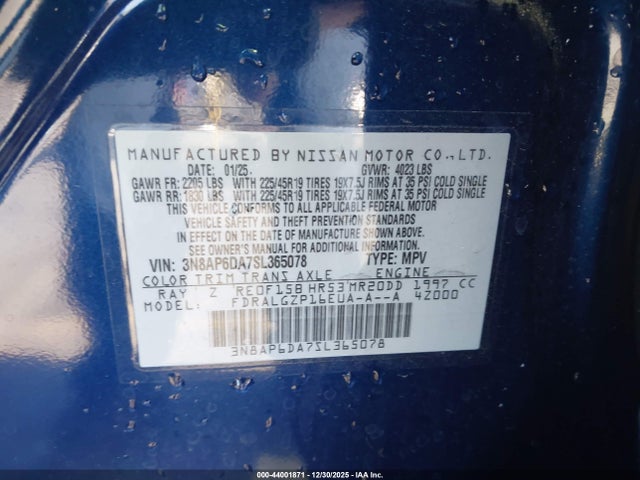 MANUFACTURED BY NISSAN MOTOR CO., LTD.
DATE 01/25 GVWR: 4023 LBS
GAWR FR: 2205 LBS WITH 225/45R19 TIRES 19X7.5J RIMS AT 35 PSI COLD SINGLE
GAWR RR: 1830 LBS WITH 225/45R19 TIRES 19X7.5J RIMS AT 35 PSI COLD SINGLE
THIS VEHICLE CONFORMS TO ALL APPLICABLE FEDERAL MOTOR
VEHICLE SAFETY AND THEFT PREVENTION STANDARDS
IN EFFECT ON THE DATE OF MANUFACTURE SHOWN ABOVE.
SEE OWNER'S MANUAL FOR ADDITIONAL INFORMATION.
VIN: 3N8AP6DA7SL365078 TYPE: MPV
COLOR TRIM TRANS AXLE ENGINE
RAY Z RE0F15B HR53 MR20DD 1997 CC
MODEL: FDRALGZP16EUA-A--A 42000
3N8AP6DA7SL365078
000-44001871 - 12/30/2025 - IAA Inc.